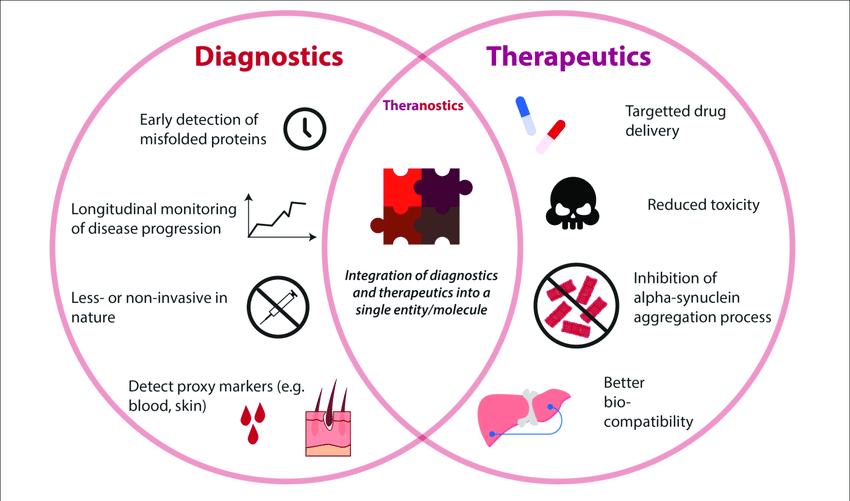 Diagnostics
Therapeutics
Theranostics
Early detection of
misfolded proteins
Longitudinal monitoring
of disease progression
Less- or non-invasive in
nature
Detect proxy markers (e.g.
blood, skin)
Integration of diagnostics
and therapeutics into a
single entity/molecule
Targetted drug
delivery
Reduced toxicity
Inhibition of
alpha-synuclein
aggregation process
Better
bio-
compatibility